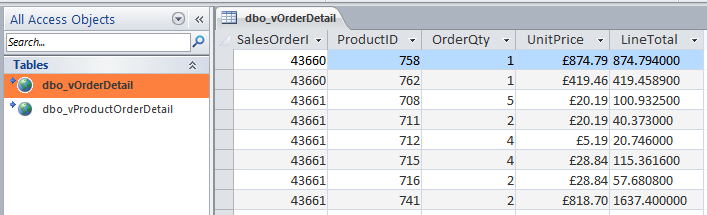 All Access Objects
Search...
Tables
dbo_vOrderDetail
dbo_vProductOrderDetail
dbo_vOrderDetail
SalesOrderI ProductID OrderQty UnitPrice LineTotal
43660 758 1 £874.79 874.794000
43660 762 1 £419.46 419.458900
43661 708 5 £20.19 100.932500
43661 711 2 £20.19 40.373000
43661 712 4 £5.19 20.746000
43661 715 4 £28.84 115.361600
43661 716 2 £28.84 57.680800
43661 741 2 £818.70 1637.400000